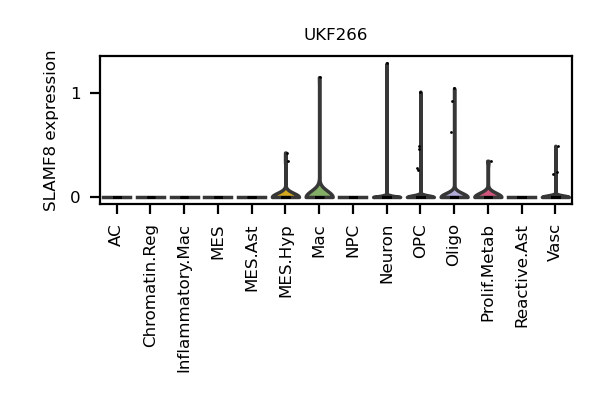 UKF266
SLAMF8 expression
1
0
AC
Chromatin.Reg
Inflammatory.Mac
MES
MES.Ast
MES.Hyp
Mac
NPC
Neuron
OPC
Oligo
Prolif.Metab
Reactive.Ast
Vasc